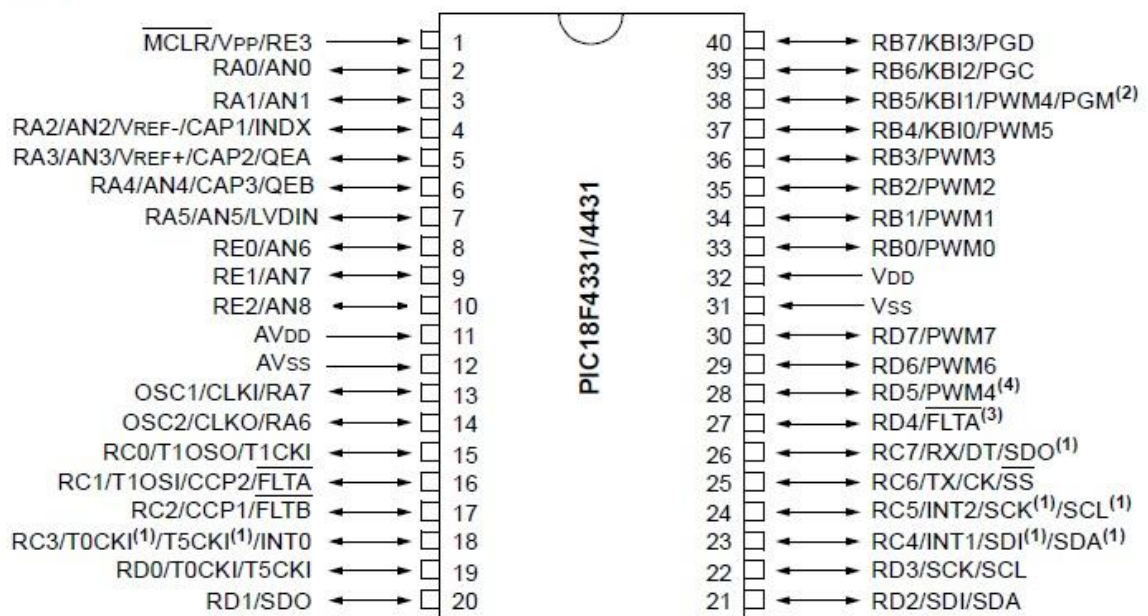 MCLR/VPP/RE3 1 40 RB7/KBI3/PGD
RA0/AN0 2 39 RB6/KBI2/PGC
RA1/AN1 3 38 RB5/KBI1/PWM4/PGM(2)
RA2/AN2/VREF-/CAP1/INDX 4 37 RB4/KBI0/PWM5
RA3/AN3/VREF+/CAP2/QEA 5 36 RB3/PWM3
RA4/AN4/CAP3/QEB 6 35 RB2/PWM2
RA5/AN5/LVDIN 7 34 RB1/PWM1
RE0/AN6 8 33 RB0/PWM0
RE1/AN7 9 32 VDD
RE2/AN8 10 31 VSS
AVDD 11 30 RD7/PWM7
AVSS 12 29 RD6/PWM6
OSC1/CLKI/RA7 13 28 RD5/PWM4(4)
OSC2/CLKO/RA6 14 27 RD4/FLTA(3)
RC0/T1OSO/T1CKI 15 26 RC7/RX/DT/SDO(1)
RC1/T1OSI/CCP2/FLTA 16 25 RC6/TX/CK/SS
RC2/CCP1/FLTB 17 24 RC5/INT2/SCK(1)/SCL(1)
RC3/T0CKI(1)/T5CKI(1)/INT0 18 23 RC4/INT1/SDI(1)/SDA(1)
RD0/T0CKI/T5CKI 19 22 RD3/SCK/SCL
RD1/SDO 20 21 RD2/SDI/SDA
PIC18F4331/4431